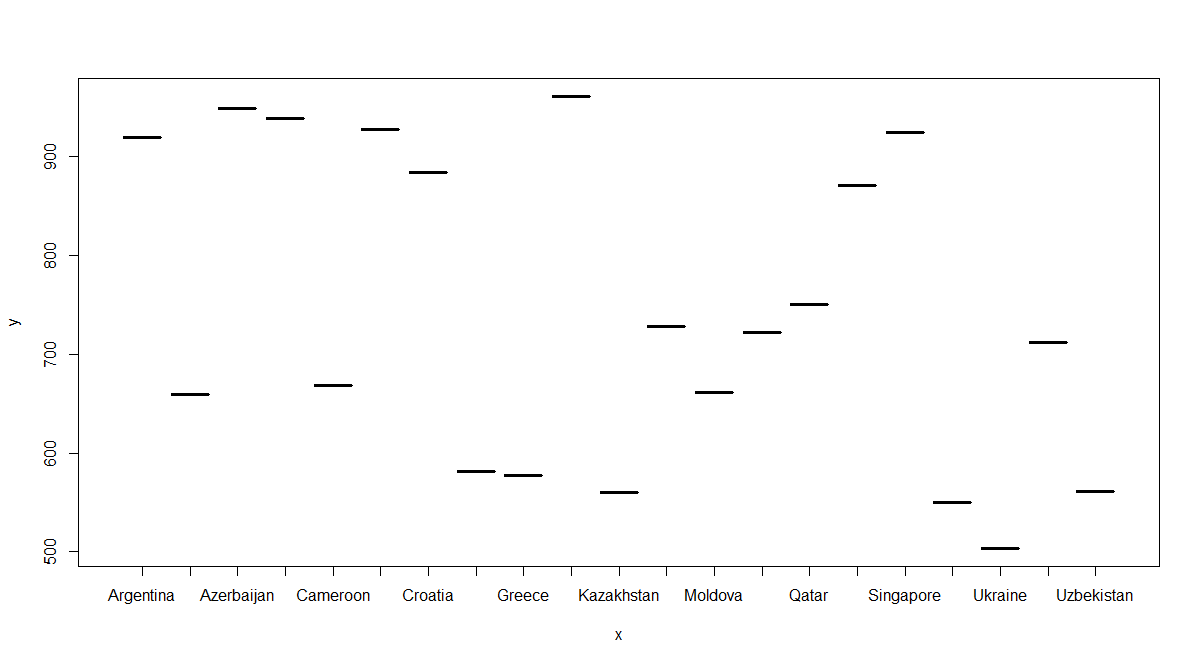 900
800
700
600
500
y
Argentina Azerbaijan Cameroon Croatia Greece Kazakhstan Moldova Qatar Singapore Ukraine Uzbekistan
x